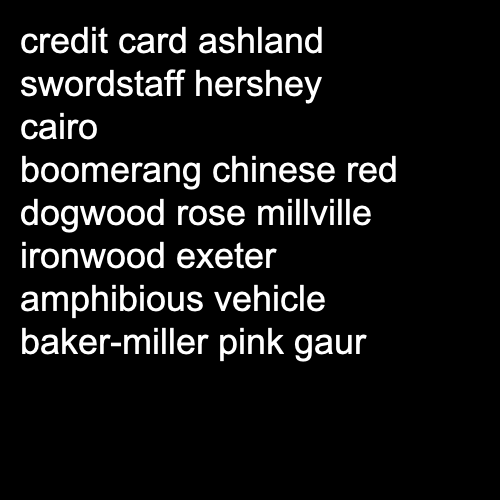 credit card ashland
swordstaff hershey
cairo
boomerang chinese red
dogwood rose millville
ironwood exeter
amphibious vehicle
baker-miller pink gaur